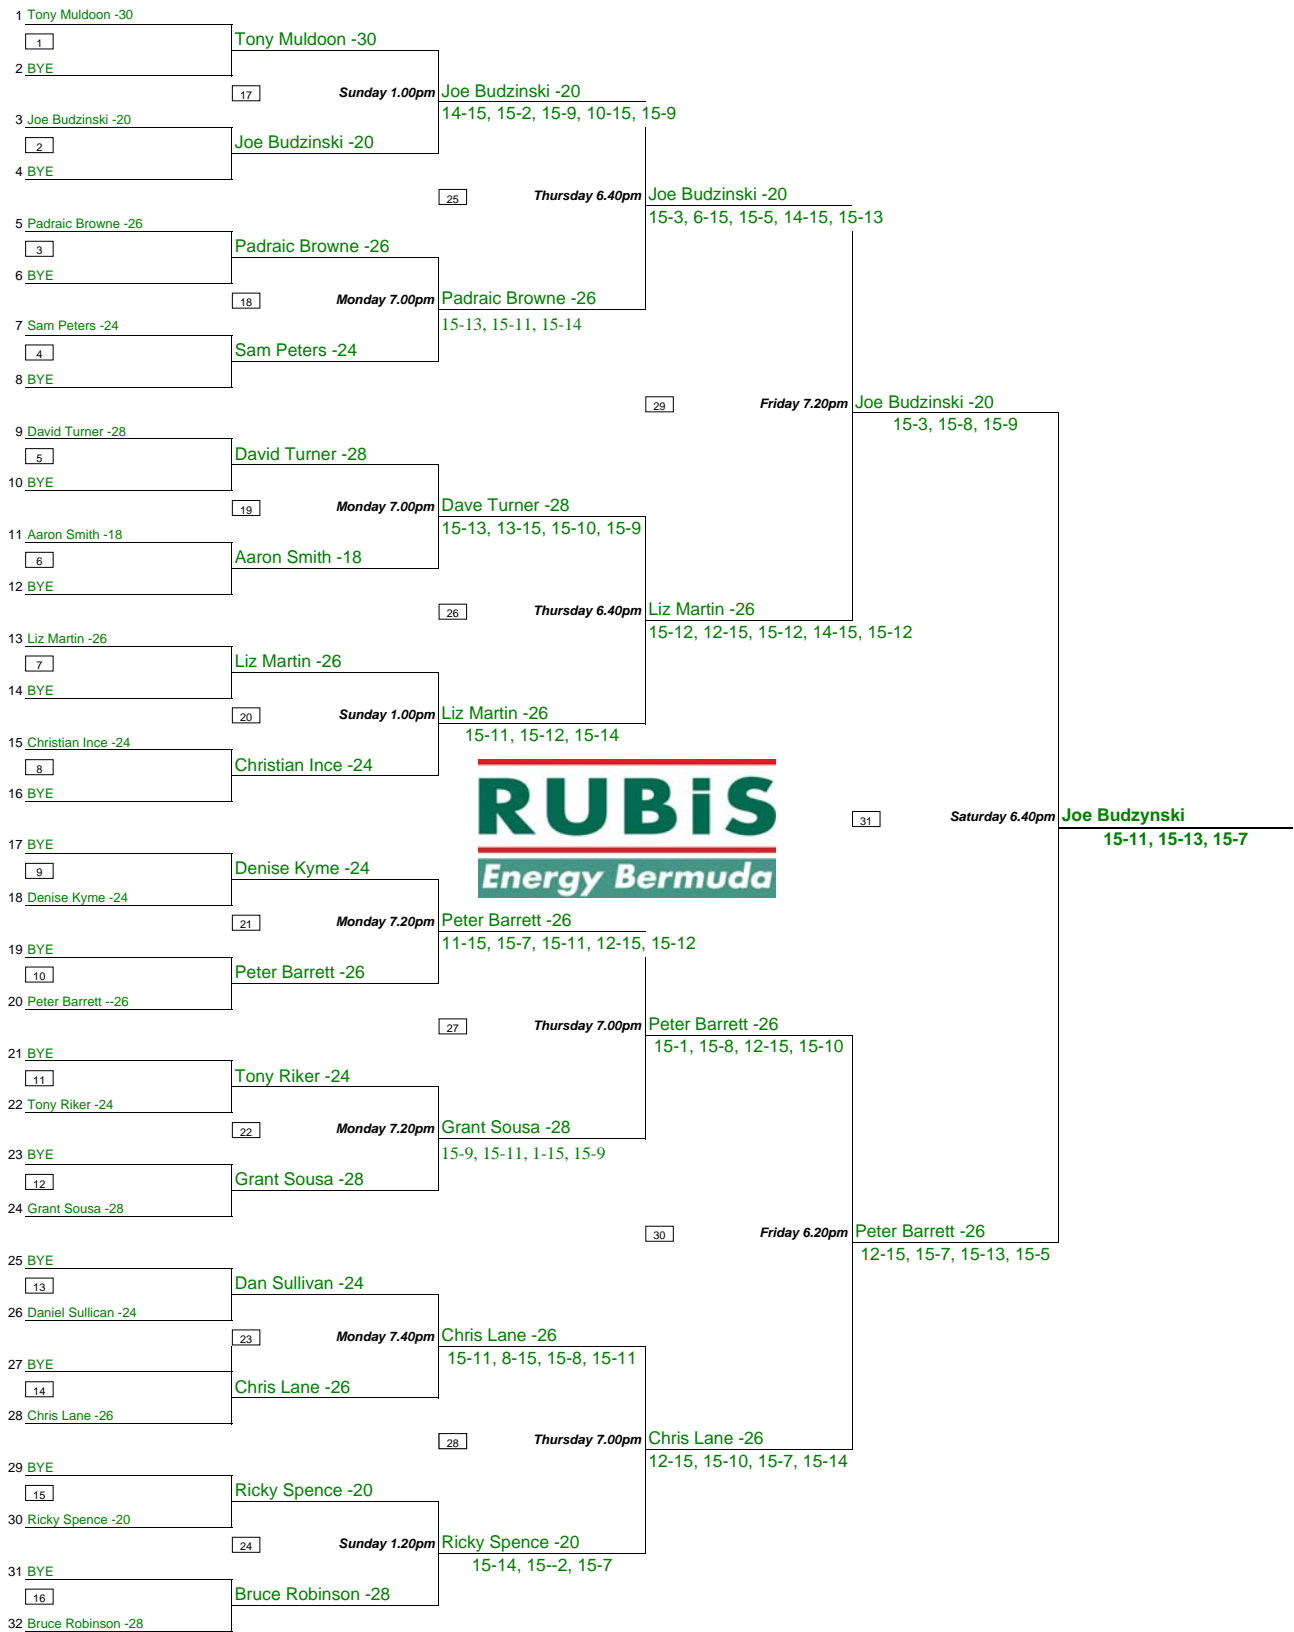 1 Tony Muldoon -30
1
Tony Muldoon -30
2 BYE
17
Sunday 1.00pm
Joe Budzinski -20
14-15, 15-2, 15-9, 10-15, 15-9
3 Joe Budzinski -20
2
Joe Budzinski -20
4 BYE
25
Thursday 6.40pm
Joe Budzinski -20
15-3, 6-15, 15-5, 14-15, 15-13
5 Padraic Browne -26
3
Padraic Browne -26
6 BYE
18
Monday 7.00pm
Padraic Browne -26
15-13, 15-11, 15-14
7 Sam Peters -24
4
Sam Peters -24
8 BYE
29
Friday 7.20pm
Joe Budzinski -20
15-3, 15-8, 15-9
9 David Turner -28
5
David Turner -28
10 BYE
19
Monday 7.00pm
Dave Turner -28
15-13, 13-15, 15-10, 15-9
11 Aaron Smith -18
6
Aaron Smith -18
12 BYE
26
Thursday 6.40pm
Liz Martin -26
15-12, 12-15, 15-12, 14-15, 15-12
13 Liz Martin -26
7
Liz Martin -26
14 BYE
20
Sunday 1.00pm
Liz Martin -26
15-11, 15-12, 15-14
15 Christian Ince -24
8
Christian Ince -24
16 BYE
RUBiS
Energy Bermuda
31
Saturday 6.40pm
Joe Budzynski
15-11, 15-13, 15-7
17 BYE
9
Denise Kyme -24
18 Denise Kyme -24
21
Monday 7.20pm
Peter Barrett -26
11-15, 15-7, 15-11, 12-15, 15-12
19 BYE
10
Peter Barrett -26
20 Peter Barrett --26
27
Thursday 7.00pm
Peter Barrett -26
15-1, 15-8, 12-15, 15-10
21 BYE
11
Tony Riker -24
22 Tony Riker -24
22
Monday 7.20pm
Grant Sousa -28
15-9, 15-11, 1-15, 15-9
23 BYE
12
Grant Sousa -28
24 Grant Sousa -28
30
Friday 6.20pm
Peter Barrett -26
12-15, 15-7, 15-13, 15-5
25 BYE
13
Dan Sullivan -24
26 Daniel Sullican -24
23
Monday 7.40pm
Chris Lane -26
15-11, 8-15, 15-8, 15-11
27 BYE
14
Chris Lane -26
28 Chris Lane -26
28
Thursday 7.00pm
Chris Lane -26
12-15, 15-10, 15-7, 15-14
29 BYE
15
Ricky Spence -20
30 Ricky Spence -20
24
Sunday 1.20pm
Ricky Spence -20
15-14, 15--2, 15-7
31 BYE
16
Bruce Robinson -28
32 Bruce Robinson -28